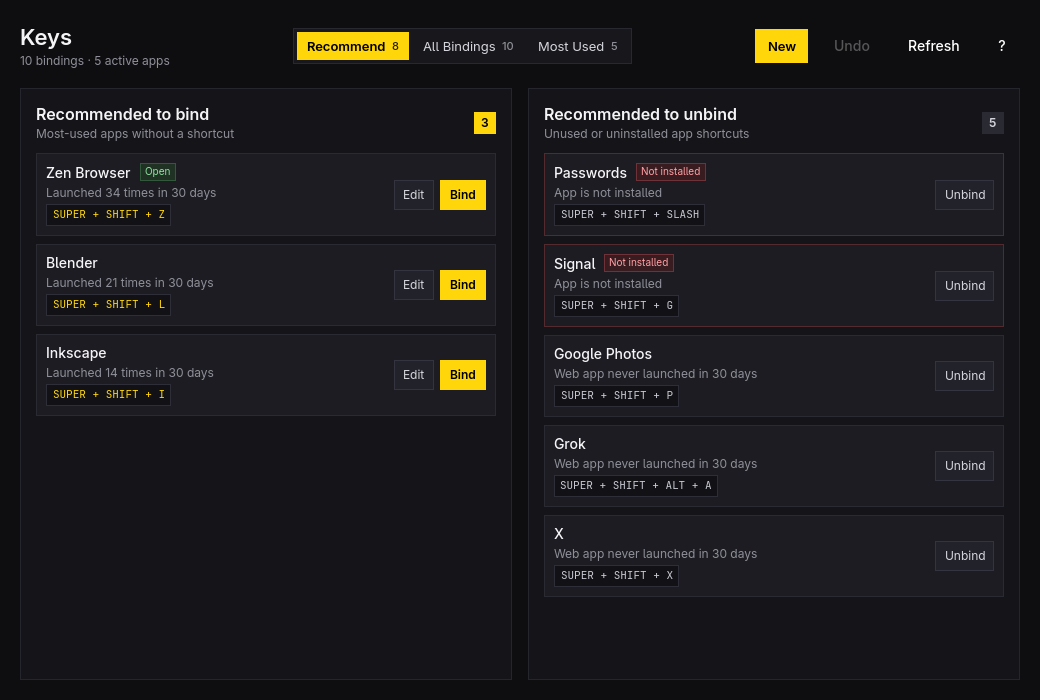 Keys
10 bindings · 5 active apps
Recommend 8
All Bindings 10
Most Used 5
New
Undo
Refresh
?
Recommended to bind
Most-used apps without a shortcut
3
Zen Browser Open
Launched 34 times in 30 days
SUPER + SHIFT + Z
Edit
Bind
Blender
Launched 21 times in 30 days
SUPER + SHIFT + L
Edit
Bind
Inkscape
Launched 14 times in 30 days
SUPER + SHIFT + I
Edit
Bind
Recommended to unbind
Unused or uninstalled app shortcuts
5
Passwords Not installed
App is not installed
SUPER + SHIFT + SLASH
Unbind
Signal Not installed
App is not installed
SUPER + SHIFT + G
Unbind
Google Photos
Web app never launched in 30 days
SUPER + SHIFT + P
Unbind
Grok
Web app never launched in 30 days
SUPER + SHIFT + ALT + A
Unbind
X
Web app never launched in 30 days
SUPER + SHIFT + X
Unbind